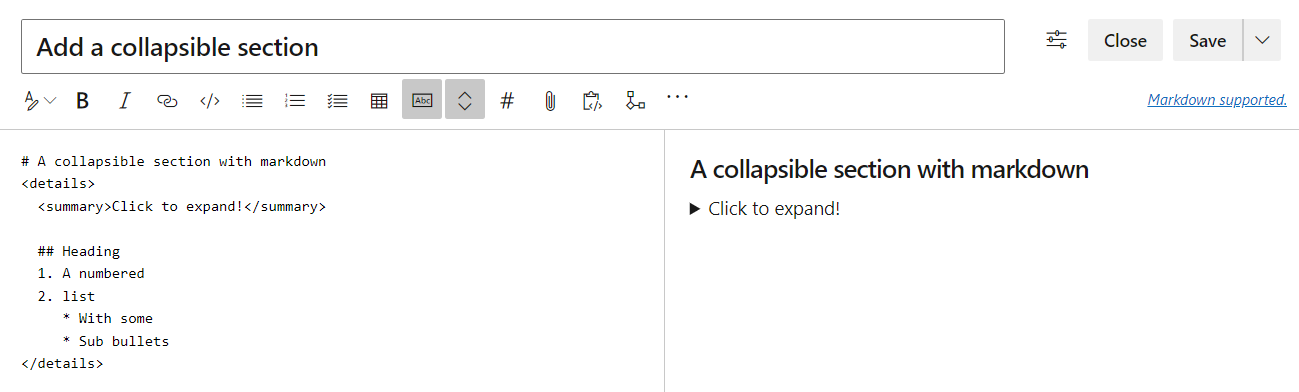 Add a collapsible section
Close
Save
B
I
</>
Abc
#
...
Markdown supported.
# A collapsible section with markdown
<details>
  <summary>Click to expand!</summary>

  ## Heading
  1. A numbered
  2. list
     * With some
     * Sub bullets
</details>
A collapsible section with markdown
Click to expand!